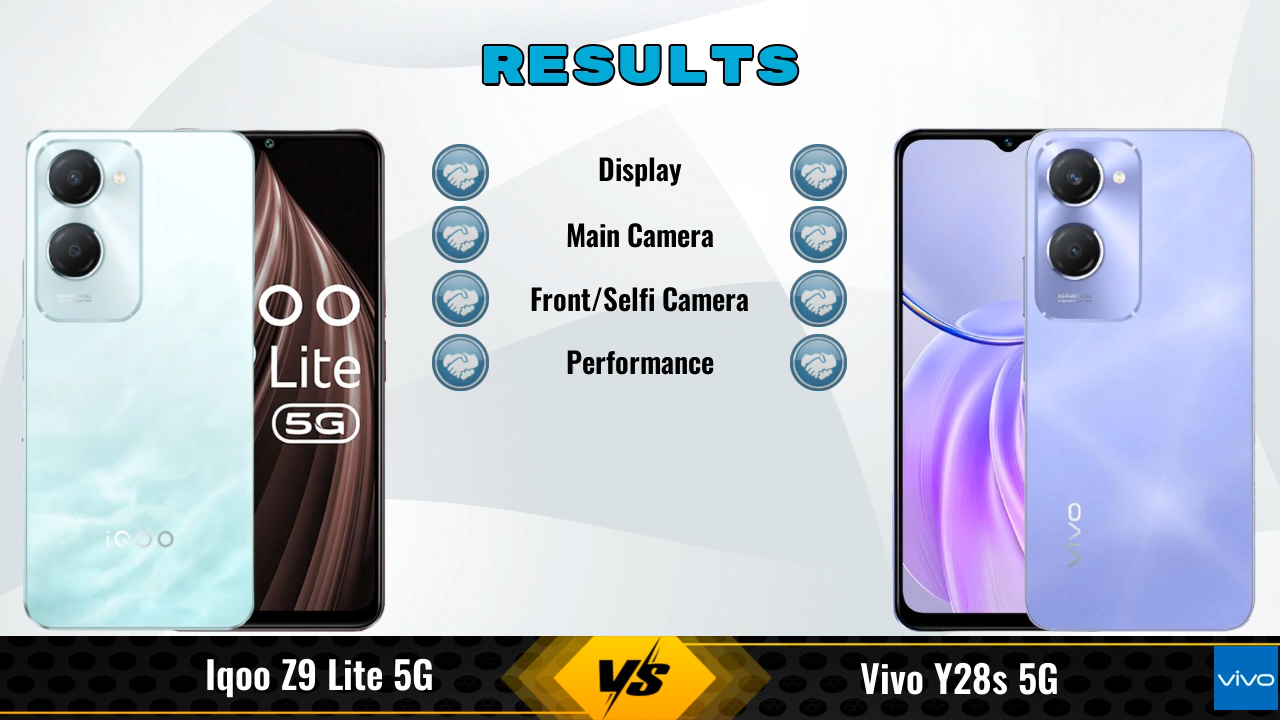 RESULTS
Display
Main Camera
Front/Selfi Camera
Performance
OO
Lite
5G
iQOO
ASPHERICAL
vivo
Iqoo Z9 Lite 5G
VS
Vivo Y28s 5G
vivo